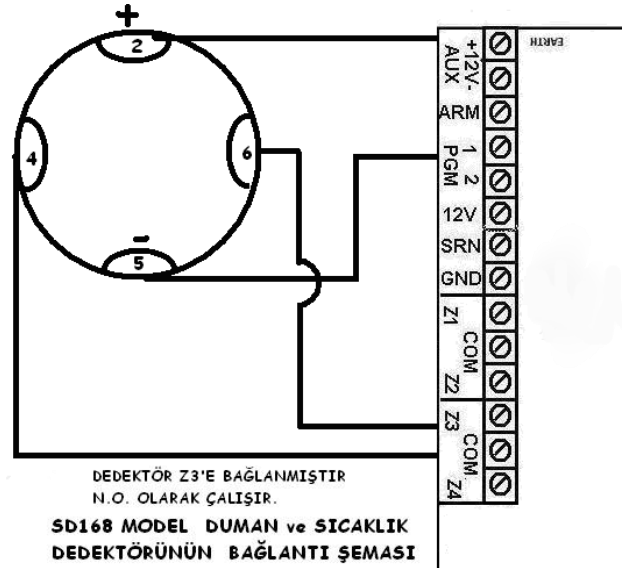 +
2
4
6
-
5
+12V-
AUX
EARTH
ARM
1 2
PGM
12V
SRN
GND
Z1
COM
Z2
Z3
COM
Z4
DEDEKTÖR Z3'E BAĞLANMIŞTIR
N.O. OLARAK ÇALIŞIR.
SD168 MODEL DUMAN ve SICAKLIK
DEDEKTÖRÜNÜN BAĞLANTI ŞEMASI